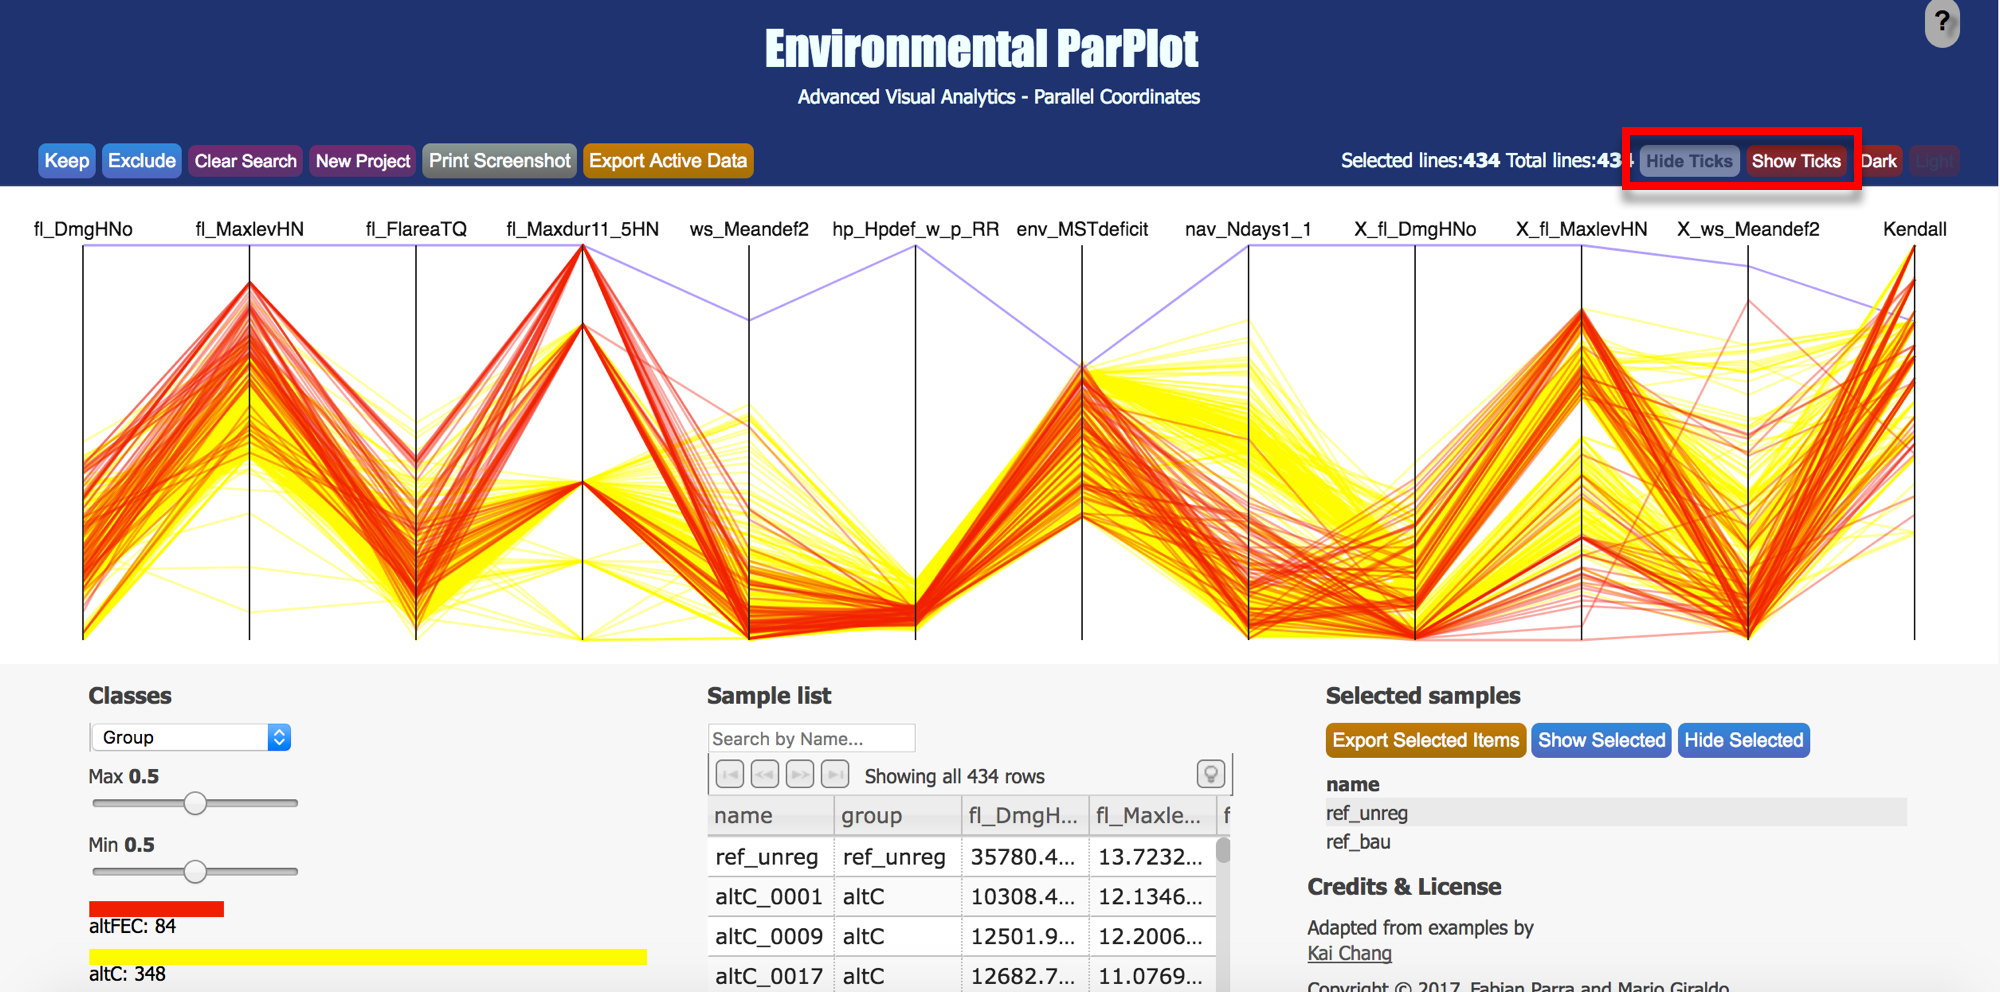 ?
Environmental ParPlot
Advanced Visual Analytics - Parallel Coordinates
Keep Exclude Clear Search New Project Print Screenshot Export Active Data Selected lines:434 Total lines:434 Hide Ticks Show Ticks Dark Light
fl_DmgHNo fl_MaxlevHN fl_FlareaTQ fl_Maxdur11_5HN ws_Meandef2 hp_Hpdef_w_p_RR env_MSTdeficit nav_Ndays1_1 X_fl_DmgHNo X_fl_MaxlevHN X_ws_Meandef2 Kendall
Classes
Group
Max 0.5
Min 0.5
altFEC: 84
altC: 348
Sample list
Search by Name...
Showing all 434 rows
name group fl_DmgH... fl_Maxle... f
ref_unreg ref_unreg 35780.4... 13.7232...
altC_0001 altC 10308.4... 12.1346...
altC_0009 altC 12501.9... 12.2006...
altC_0017 altC 12682.7... 11.0769...
Selected samples
Export Selected Items Show Selected Hide Selected
name
ref_unreg
ref_bau
Credits & License
Adapted from examples by
Kai Chang
Copyright © 2017, Fabian Parra and Mario Giraldo